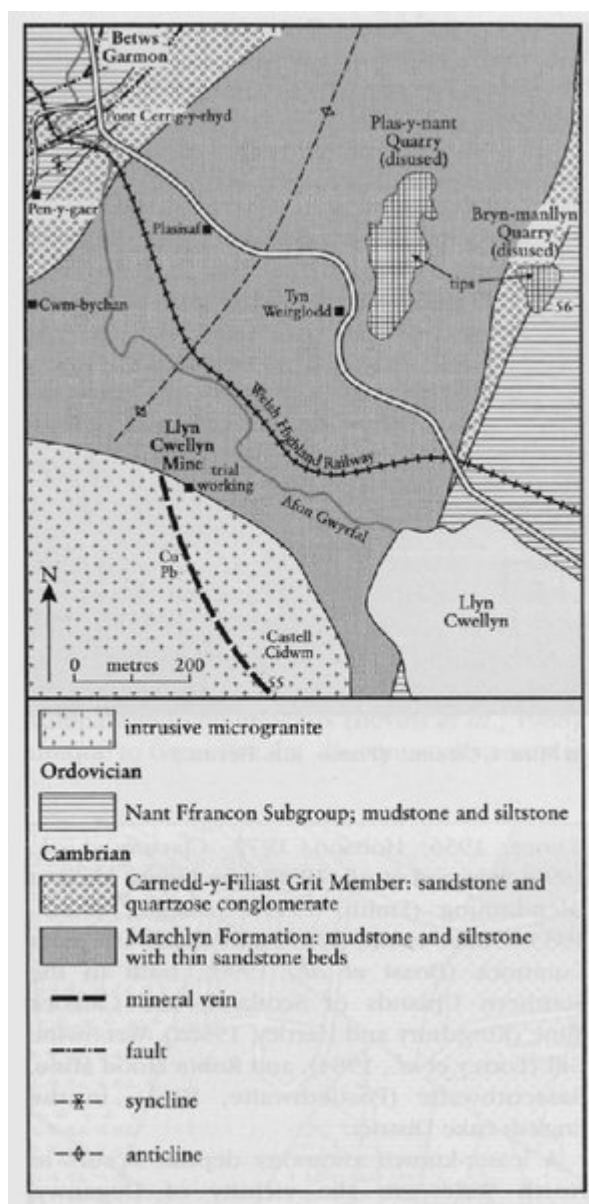 Betws
Garmon
Pont Cerrig-y-rhyd
Plas-y-nant
Quarry
(disused)
Pen-y-gaer
Plasisaf
Bryn-manllyn
Quarry
(disused)
tips
56
Cwm-bychan
Tyn
Weirglodd
Welsh Highland Railway
Llyn
Cwellyn
Mine
trial
working
Afon Gwyrfai
Cu
Pb
N
Llyn
Cwellyn
0 metres 200
Castell
Cidwm
55
intrusive microgranite
Ordovician
Nant Ffrancon Subgroup; mudstone and siltstone
Cambrian
Carnedd-y-Filiast Grit Member: sandstone and
quartzose conglomerate
Marchlyn Formation: mudstone and siltstone
with thin sandstone beds
mineral vein
fault
syncline
anticline